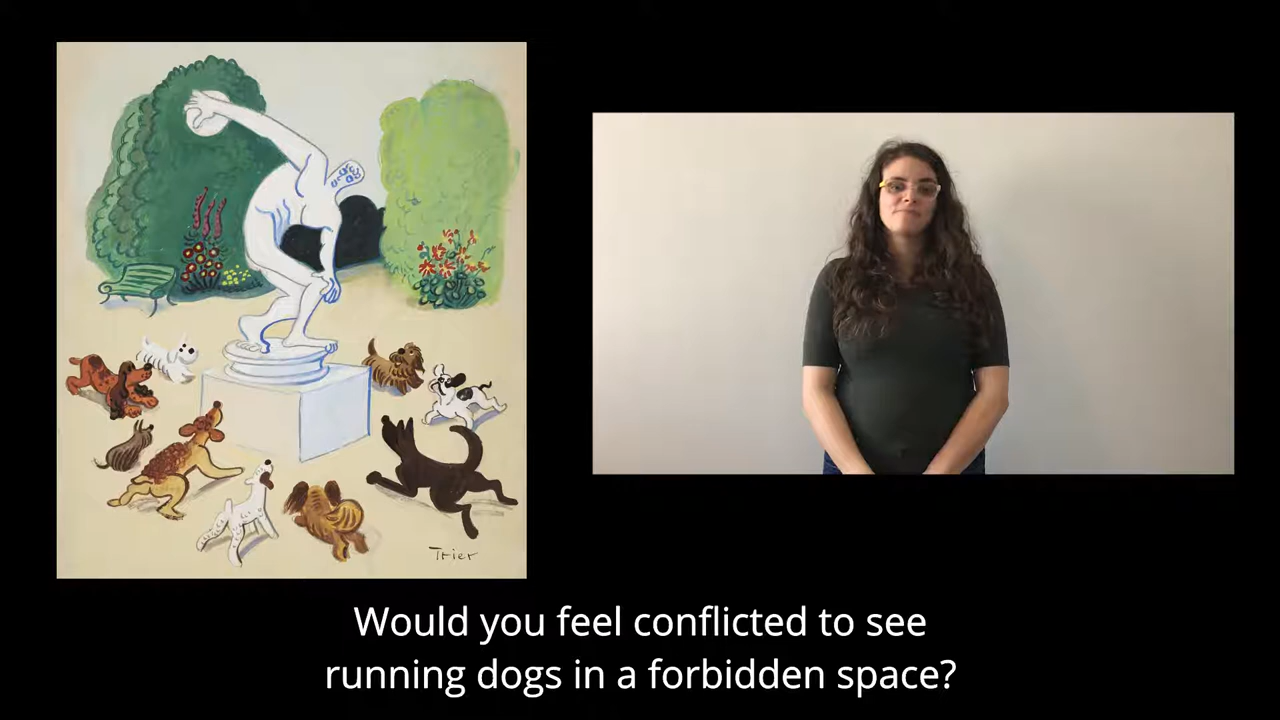 Trier
Would you feel conflicted to see
running dogs in a forbidden space?